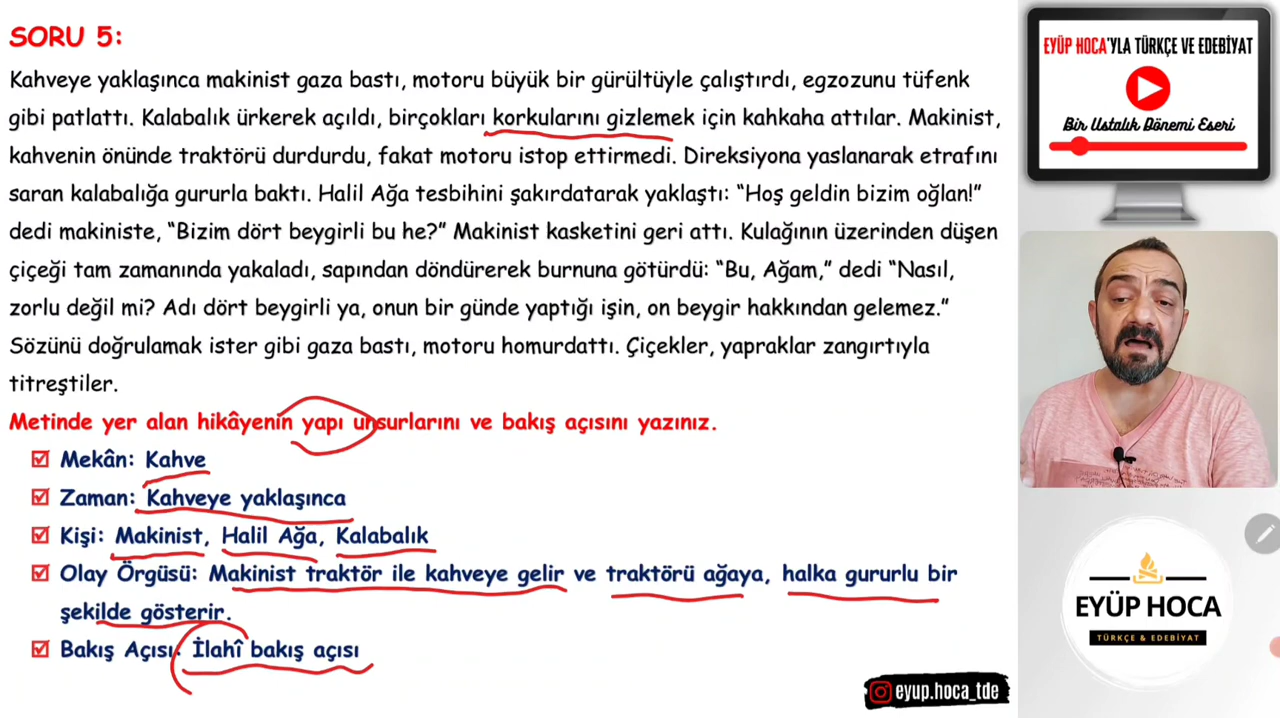 SORU 5:
Kahveye yaklaşınca makinist gaza bastı, motoru büyük bir gürültüyle çalıştırdı, egzozunu tüfenk
gibi patlattı. Kalabalık ürkerek açıldı, birçokları korkularını gizlemek için kahkaha attılar. Makinist,
kahvenin önünde traktörü durdurdu, fakat motoru istop ettirmedi. Direksiyona yaslanarak etrafını
saran kalabalığa gururla baktı. Halil Ağa tesbihini şakırdatarak yaklaştı: “Hoş geldin bizim oğlan!”
dedi makiniste, “Bizim dört beygirli bu he?” Makinist kasketini geri attı. Kulağının üzerinden düşen
çiçeği tam zamanında yakaladı, sapından döndürerek burnuna götürdü: “Bu, Ağam,” dedi “Nasıl,
zorlu değil mi? Adı dört beygirli ya, onun bir günde yaptığı işin, on beygir hakkından gelemez.”
Sözünü doğrulamak ister gibi gaza bastı, motoru homurdattı. Çiçekler, yapraklar zangırtıyla
titreştiler.
Metinde yer alan hikâyenin yapı unsurlarını ve bakış açısını yazınız.
Mekân: Kahve
Zaman: Kahveye yaklaşınca
Kişi: Makinist, Halil Ağa, Kalabalık
Olay Örgüsü: Makinist traktör ile kahveye gelir ve traktörü ağaya, halka gururlu bir
şekilde gösterir.
Bakış Açısı: İlahî bakış açısı
EYÜP HOCA'YLA TÜRKÇE VE EDEBİYAT
Bir Ustalık Dönemi Eseri
EYÜP HOCA
TÜRKÇE & EDEBİYAT
eyup.hoca_tde